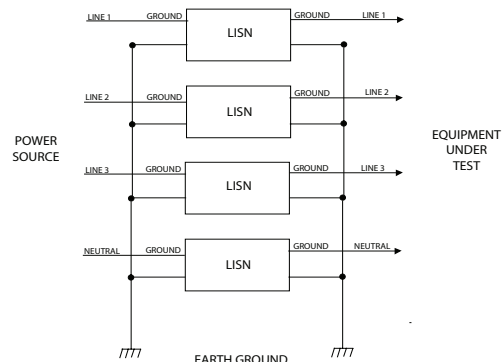 LINE 1 GROUND LISN GROUND LINE 1
LINE 2 GROUND LISN GROUND LINE 2
POWER
SOURCE
EQUIPMENT
UNDER
TEST
LINE 3 GROUND LISN GROUND LINE 3
NEUTRAL GROUND LISN GROUND NEUTRAL
EARTH GROUND